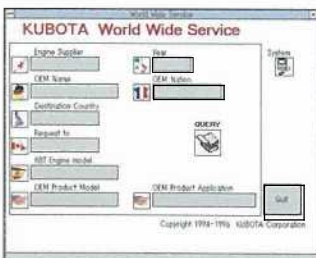 World Wide Service
KUBOTA World Wide Service
Engine Supplier
Year
System
OEM Name
OEM Nation
Destination Country
Request to
QUERY
KBT Engine model
OEM Product Model
OEM Product Application
Quit
Copyright 1994-1996 KUBOTA Corporation